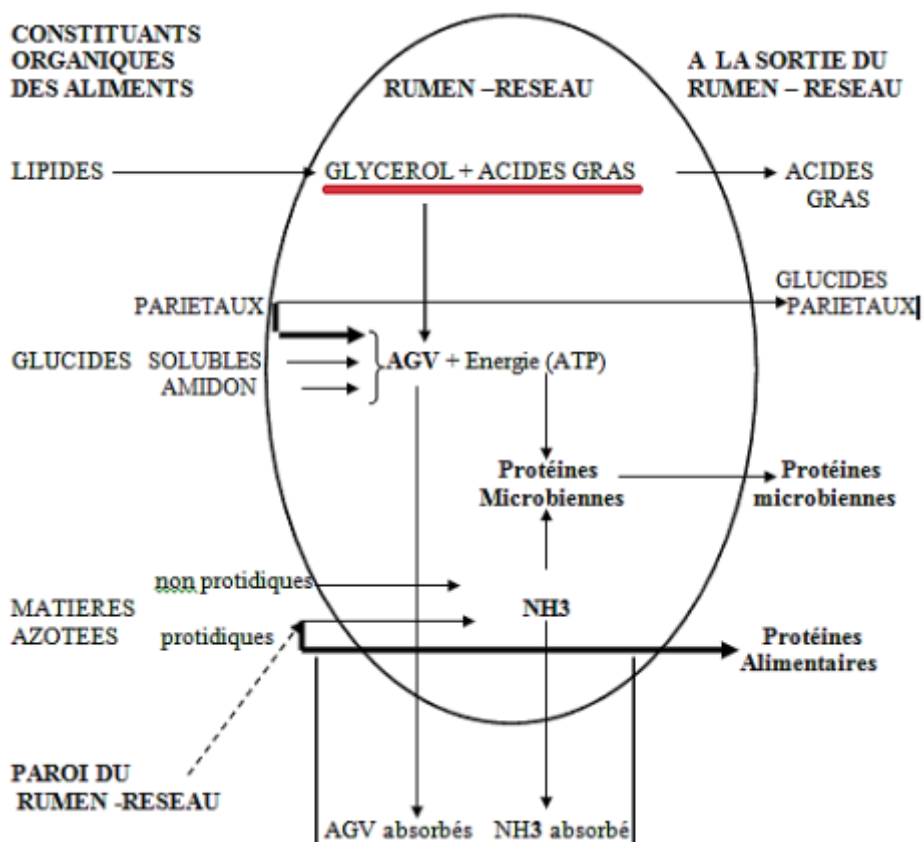 CONSTITUANTS
ORGANIQUES
DES ALIMENTS
RUMEN –RESEAU
A LA SORTIE DU
RUMEN – RESEAU
LIPIDES
GLYCEROL + ACIDES GRAS
ACIDES
GRAS
PARIETAUX
GLUCIDES
PARIETAUX
GLUCIDES SOLUBLES
AMIDON
AGV + Energie (ATP)
Protéines
Microbiennes
Protéines
microbiennes
non protidiques
MATIERES
AZOTEES
protidiques
NH3
Protéines
Alimentaires
PAROI DU
RUMEN -RESEAU
AGV absorbés
NH3 absorbé